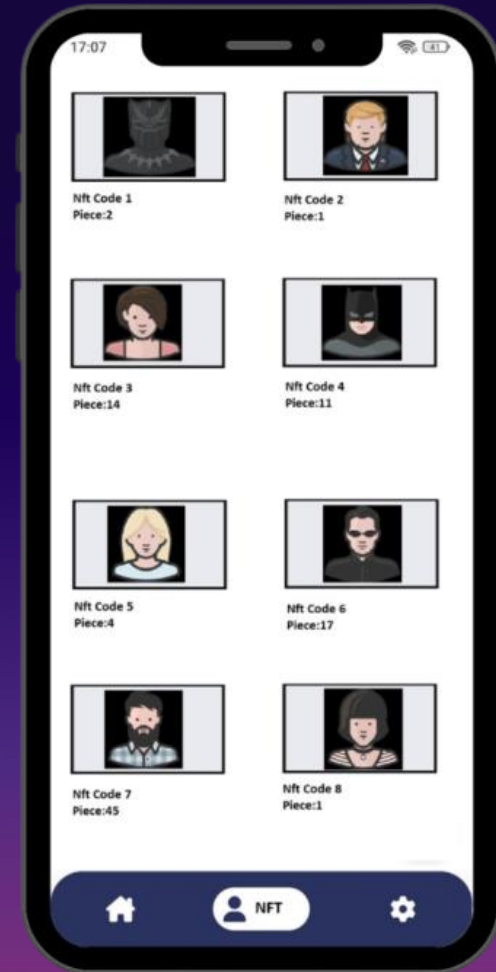 17:07
41
Nft Code 1
Piece:2
Nft Code 2
Piece:1
Nft Code 3
Piece:14
Nft Code 4
Piece:11
Nft Code 5
Piece:4
Nft Code 6
Piece:17
Nft Code 7
Piece:45
Nft Code 8
Piece:1
NFT